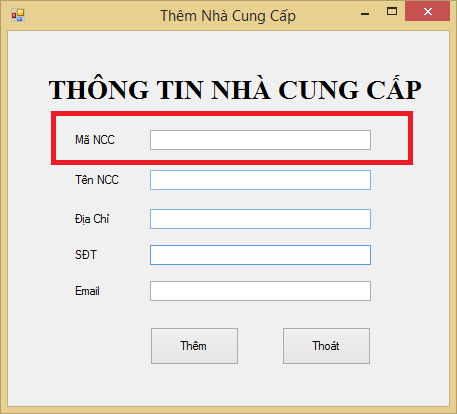 Thêm Nhà Cung Cấp
THÔNG TIN NHÀ CUNG CẤP
Mã NCC
Tên NCC
Địa Chỉ
SĐT
Email
Thêm Thoát